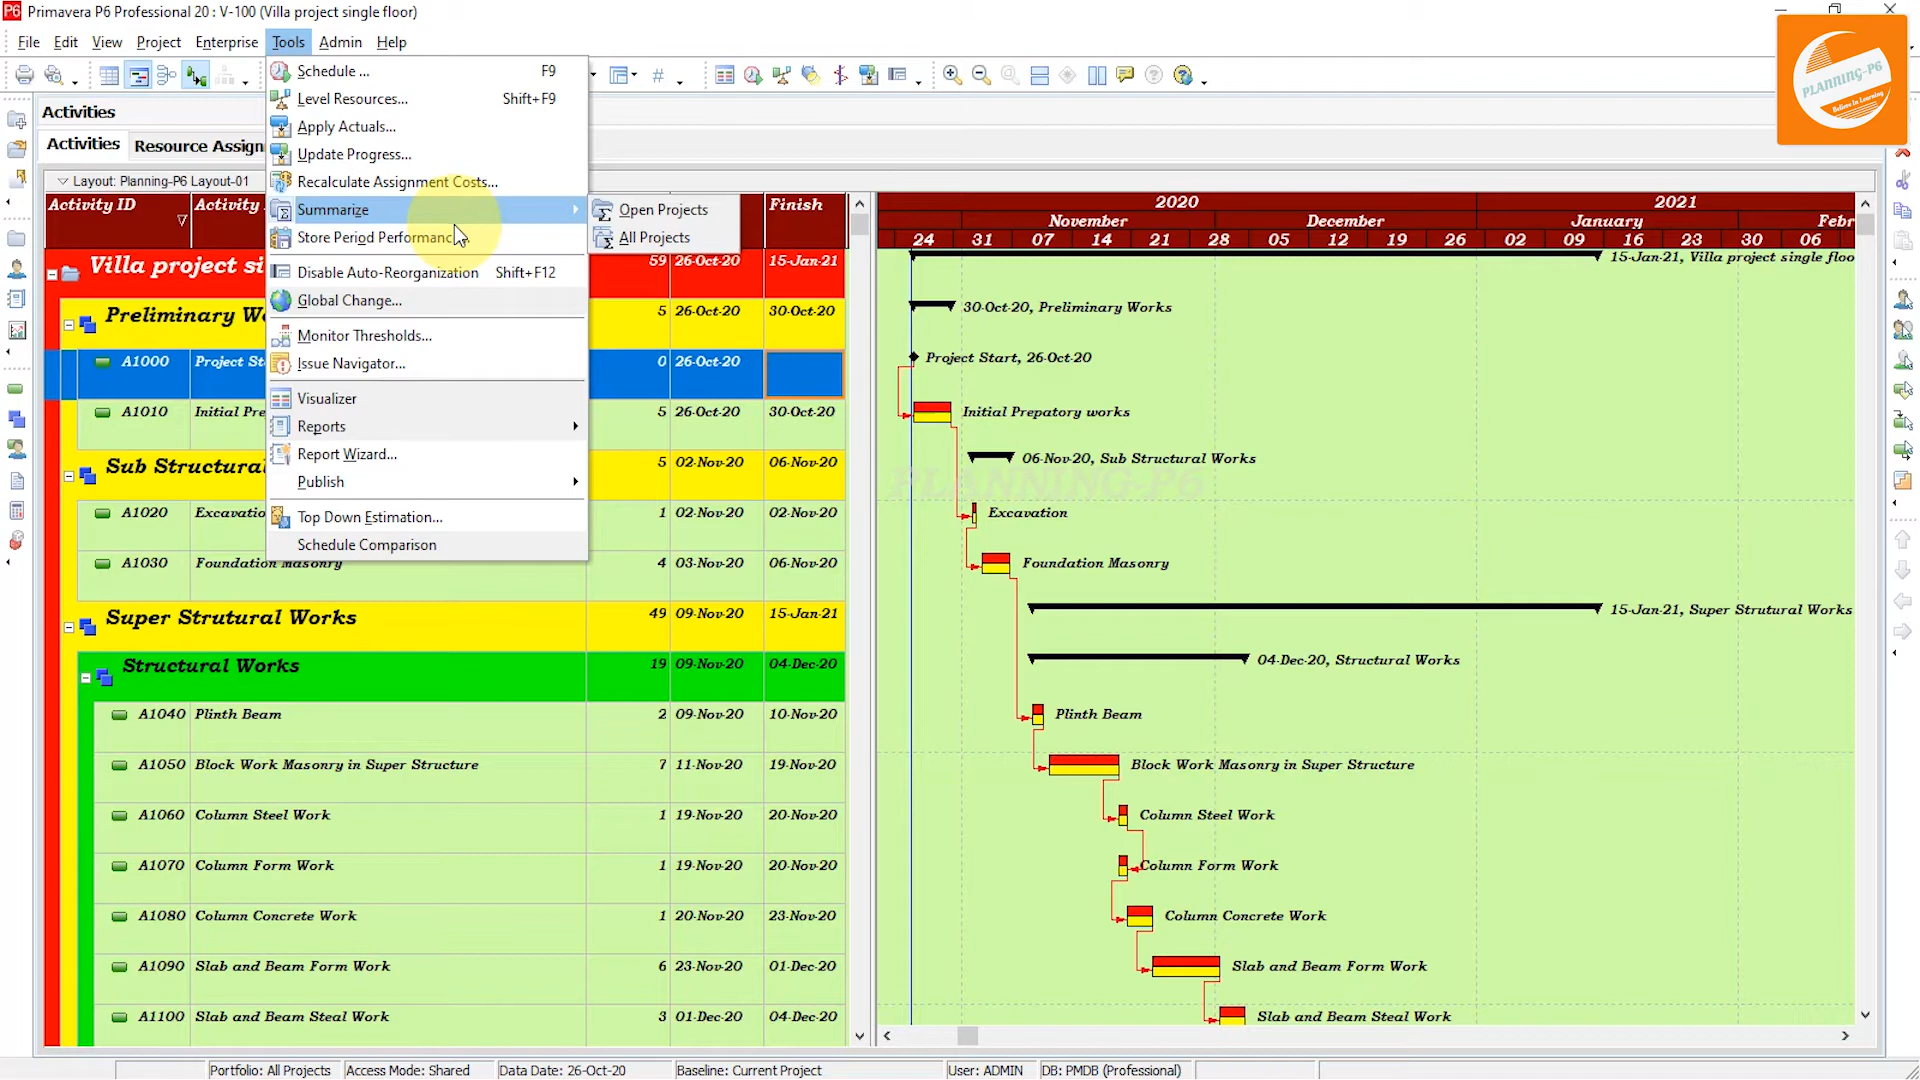 Primavera P6 Professional 20 : V-100 (Villa project single floor)
File Edit View Project Enterprise Tools Admin Help
PLANNING-P6
Believe In Learning
Schedule ... F9
Level Resources... Shift+F9
Apply Actuals...
Update Progress...
Recalculate Assignment Costs...
Summarize
Store Period Performanc
Disable Auto-Reorganization Shift+F12
Global Change...
Monitor Thresholds...
Issue Navigator...
Visualizer
Reports
Report Wizard...
Publish
Top Down Estimation...
Schedule Comparison
Open Projects
All Projects
Activities
Activities Resource Assign
Layout: Planning-P6 Layout-01
Activity ID Activity Finish
Villa project si 59 26-Oct-20 15-Jan-21
Preliminary W 5 26-Oct-20 30-Oct-20
A1000 Project St 0 26-Oct-20
A1010 Initial Pre 5 26-Oct-20 30-Oct-20
Sub Structural 5 02-Nov-20 06-Nov-20
A1020 Excava 1 02-Nov-20 02-Nov-20
A1030 Foundation Masonry 4 03-Nov-20 06-Nov-20
Super Strutural Works 49 09-Nov-20 15-Jan-21
Structural Works 19 09-Nov-20 04-Dec-20
A1040 Plinth Beam 2 09-Nov-20 10-Nov-20
A1050 Block Work Masonry in Super Structure 7 11-Nov-20 19-Nov-20
A1060 Column Steel Work 1 19-Nov-20 20-Nov-20
A1070 Column Form Work 1 19-Nov-20 20-Nov-20
A1080 Column Concrete Work 1 20-Nov-20 23-Nov-20
A1090 Slab and Beam Form Work 6 23-Nov-20 01-Dec-20
A1100 Slab and Beam Steal Work 3 01-Dec-20 04-Dec-20
2020 2021
November December January Febr
24 31 07 14 21 28 05 12 19 26 02 09 16 23 30 06
15-Jan-21, Villa project single floo
30-Oct-20, Preliminary Works
Project Start, 26-Oct-20
Initial Prepatory works
06-Nov-20, Sub Structural Works
PLANNING-P6
Excavation
Foundation Masonry
15-Jan-21, Super Strutural Works
04-Dec-20, Structural Works
Plinth Beam
Block Work Masonry in Super Structure
Column Steel Work
Column Form Work
Column Concrete Work
Slab and Beam Form Work
Slab and Beam Steal Work
Portfolio: All Projects Access Mode: Shared Data Date: 26-Oct-20 Baseline: Current Project User: ADMIN DB: PMDB (Professional)